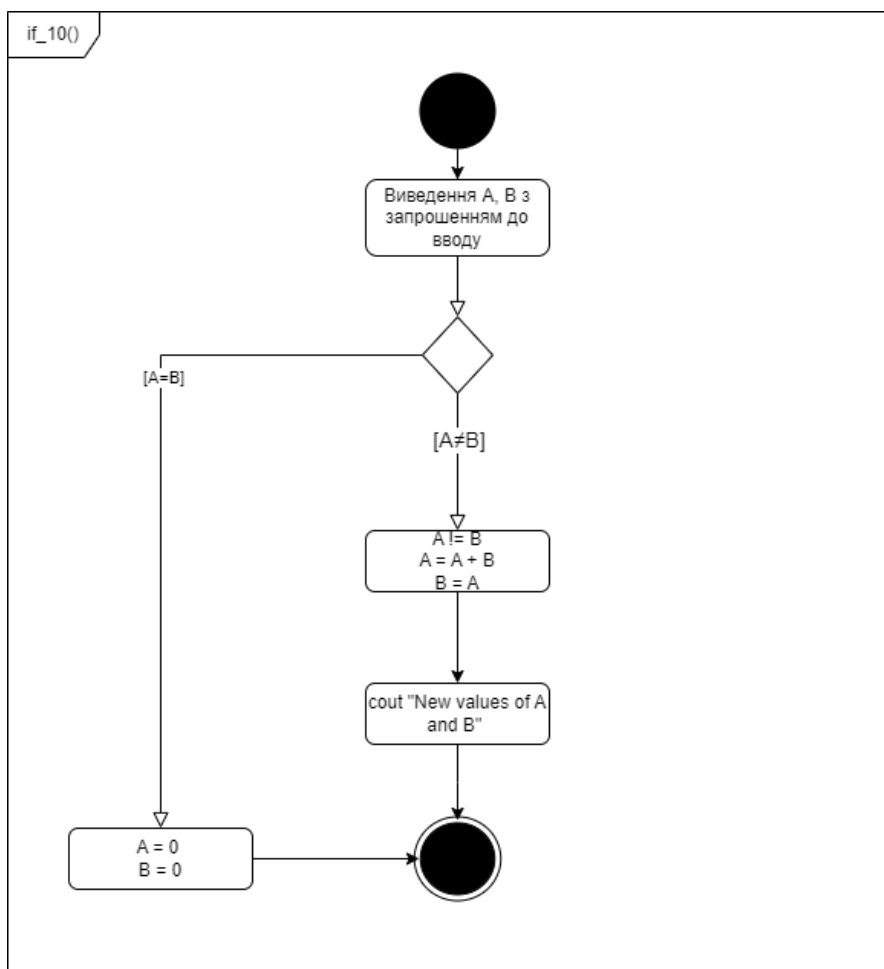 if_10()
Виведення A, B з
запрошенням до
вводу
[A=B]
[A≠B]
A != B
A = A + B
B = A
cout "New values of A
and B"
A = 0
B = 0